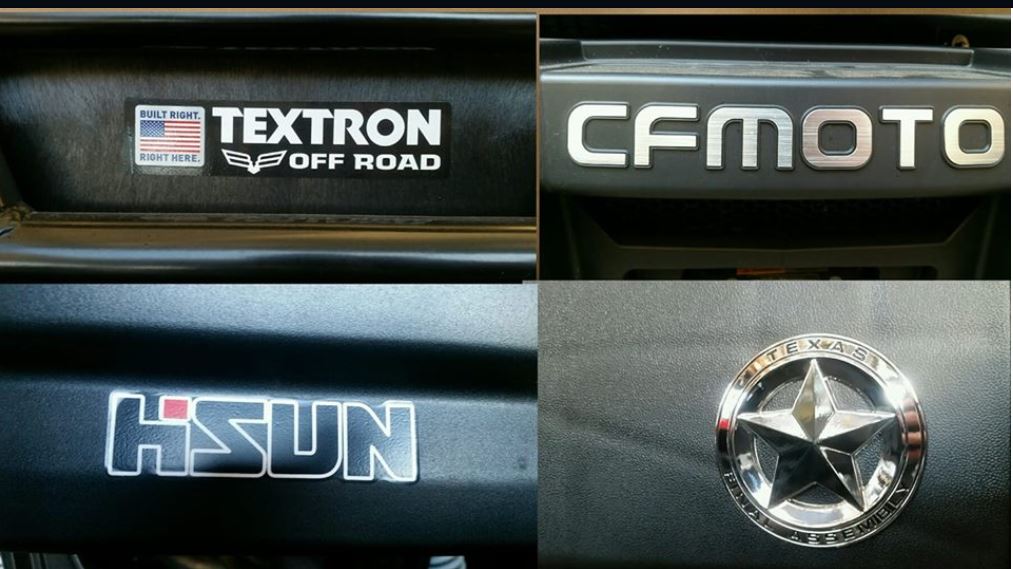 BUILT RIGHT.
RIGHT HERE.
TEXTRON
OFF ROAD
CFMOTO
HSUN
TEXAS
FINAL ASSEMBLY